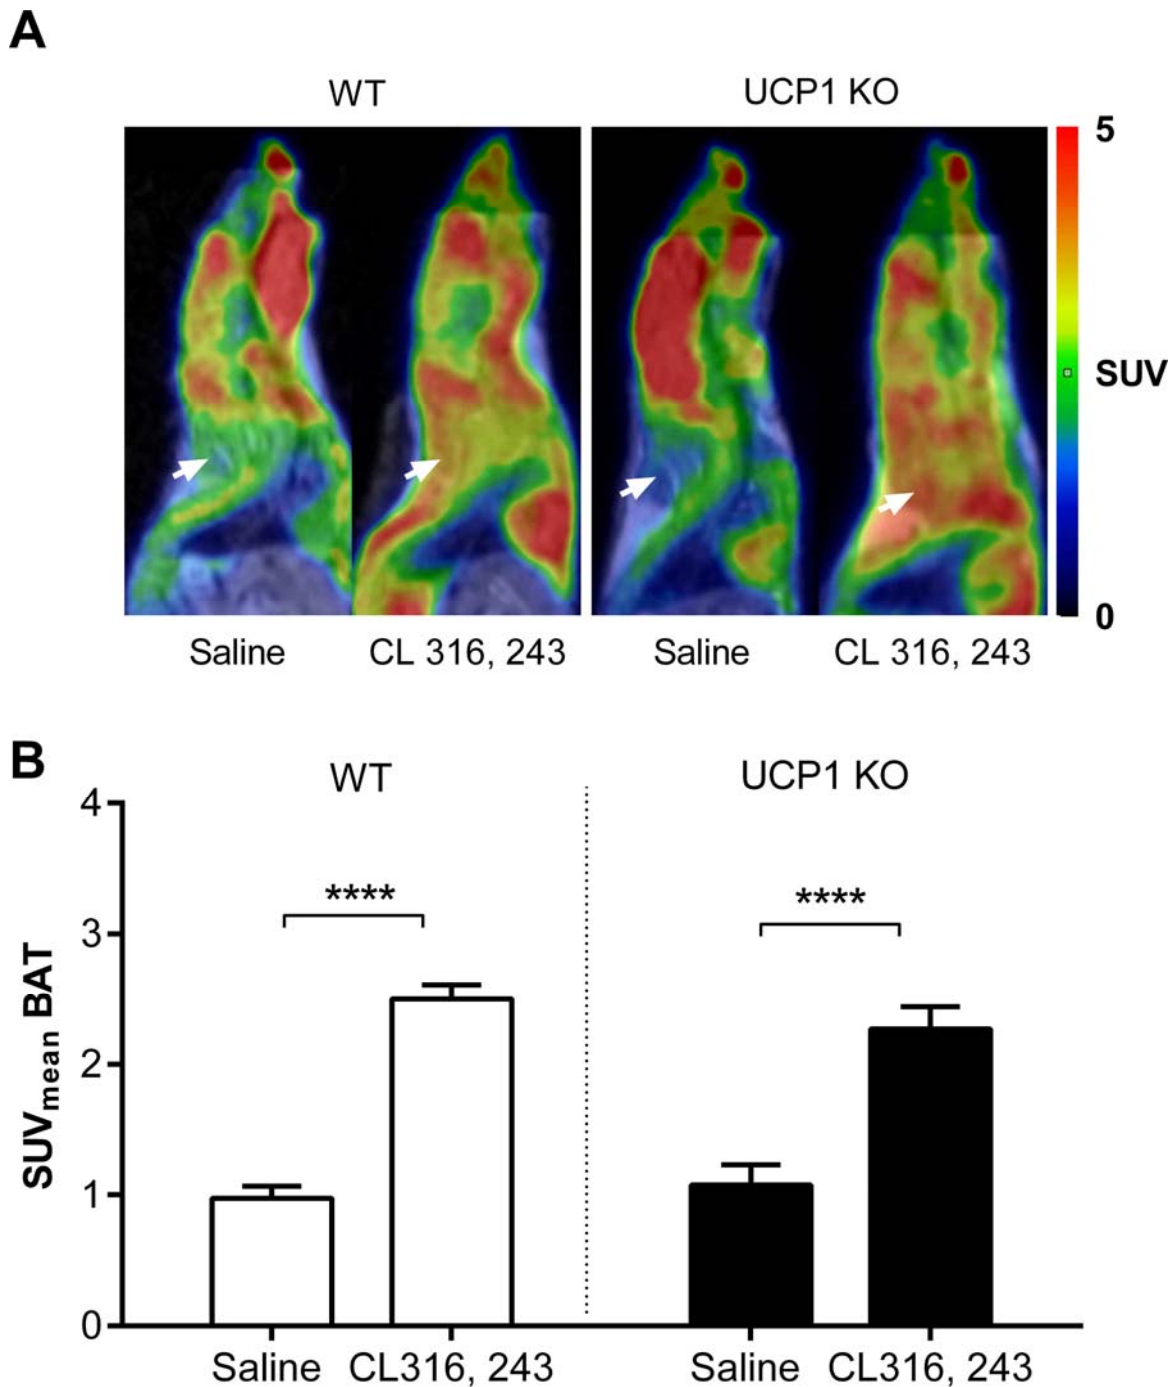 A
WT
UCP1 KO
5
SUV
0
Saline
CL 316, 243
Saline
CL 316, 243
B
WT
UCP1 KO
4
3
2
1
0
SUVmean BAT
****
****
Saline
CL316, 243
Saline
CL316, 243